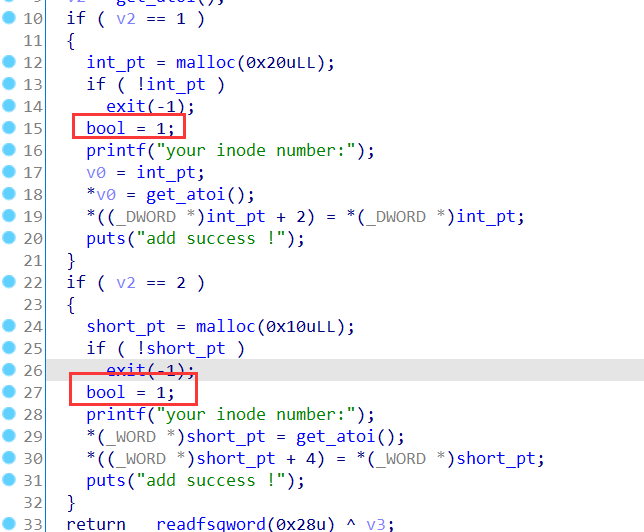 10 if ( v2 == 1 )
11 {
12 int_pt = malloc(0x20uLL);
13 if ( !int_pt )
14 exit(-1);
15 bool = 1;
16 printf("your inode number:");
17 v0 = int_pt;
18 *v0 = get_atoi();
19 *((_DWORD *)int_pt + 2) = *(_DWORD *)int_pt;
20 puts("add success !");
21 }
22 if ( v2 == 2 )
23 {
24 short_pt = malloc(0x10uLL);
25 if ( !short_pt )
26 exit(-1);
27 bool = 1;
28 printf("your inode number:");
29 *(_WORD *)short_pt = get_atoi();
30 *((_WORD *)short_pt + 4) = *(_WORD *)short_pt;
31 puts("add success !");
32 }
33 return readfsqword(0x28u) ^ v3;